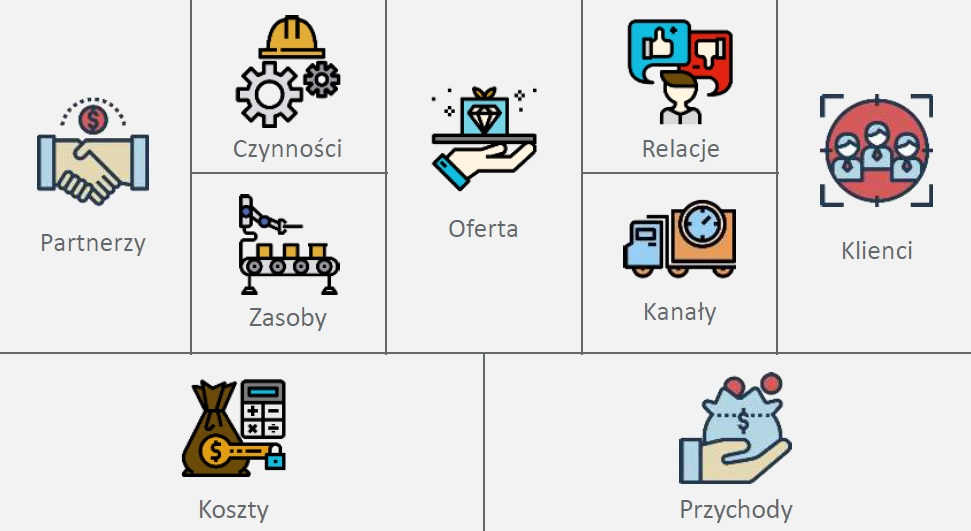 Partnerzy
Czynności
Zasoby
Oferta
Relacje
Kanały
Klienci
Koszty
Przychody